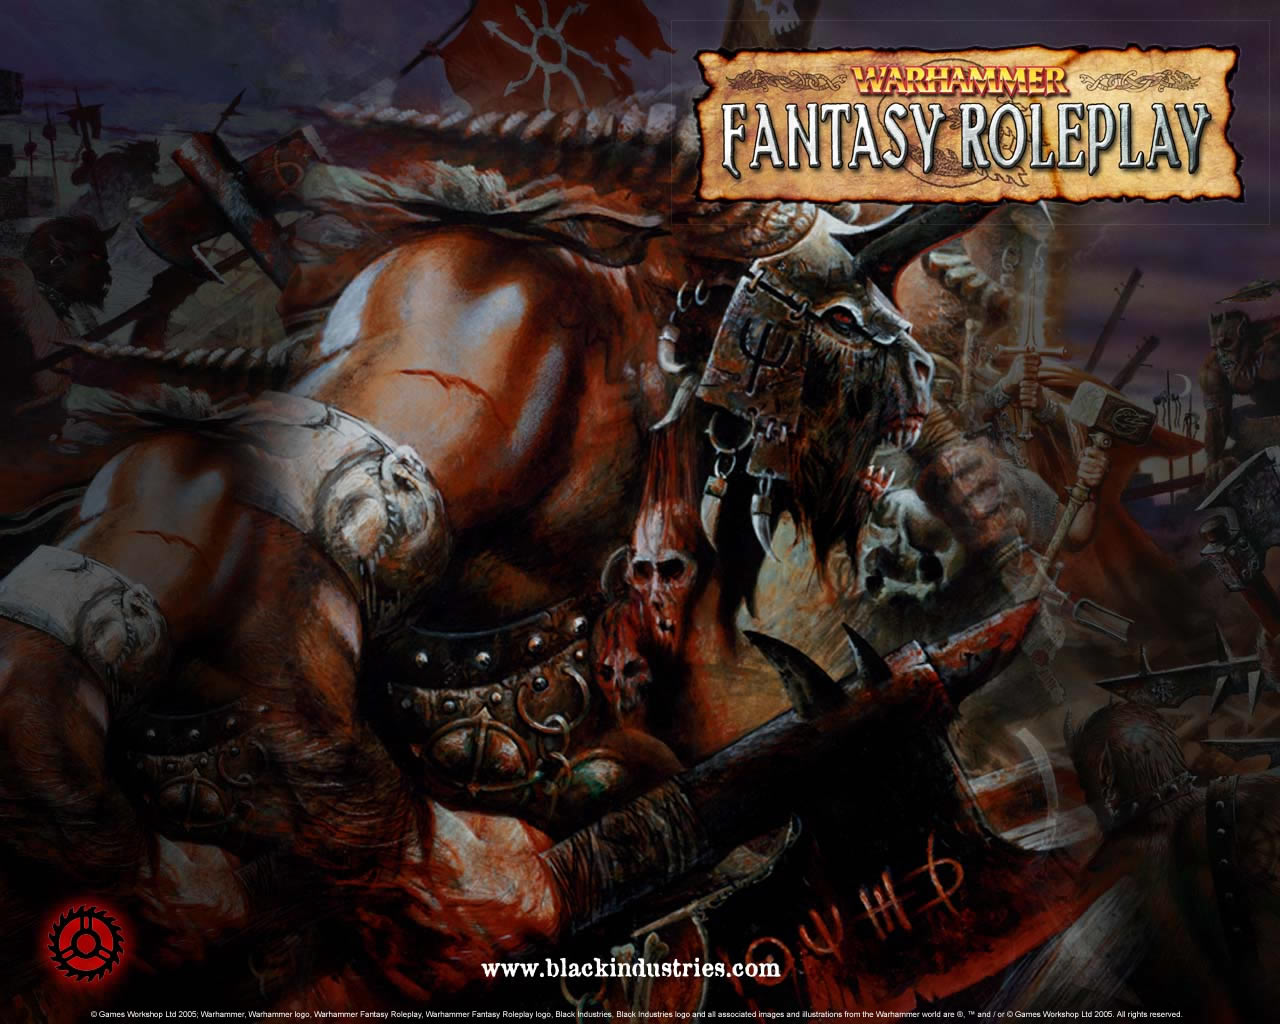 WARHAMMER
FANTASY ROLEPLAY
www.blackindustries.com
© Games Workshop Ltd 2005; Warhammer, Warhammer logo, Warhammer Fantasy Roleplay, Warhammer Fantasy Roleplay logo, Black Industries, Black Industries logo and all associated images and illustrations from the Warhammer world are ®, ™ and / or © Games Workshop Ltd 2005. All rights reserved.